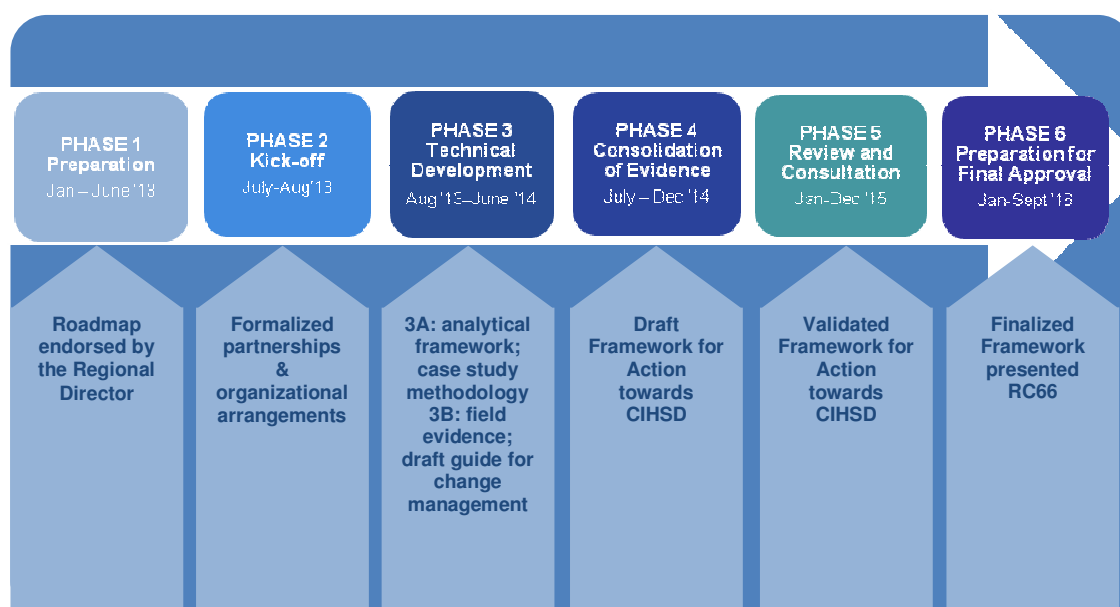 PHASE 1
Preparation
Jan – June '13
PHASE 2
Kick-off
July-Aug'13
PHASE 3
Technical
Development
Aug '13–June '14
PHASE 4
Consolidation
of Evidence
July – Dec '14
PHASE 5
Review and
Consultation
Jan-Dec '15
PHASE 6
Preparation for
Final Approval
Jan-Sept '16
Roadmap
endorsed by
the Regional
Director
Formalized
partnerships
&
organizational
arrangements
3A: analytical
framework;
case study
methodology
3B: field
evidence;
draft guide for
change
management
Draft
Framework for
Action
towards
CIHSD
Validated
Framework for
Action
towards
CIHSD
Finalized
Framework
presented
RC66